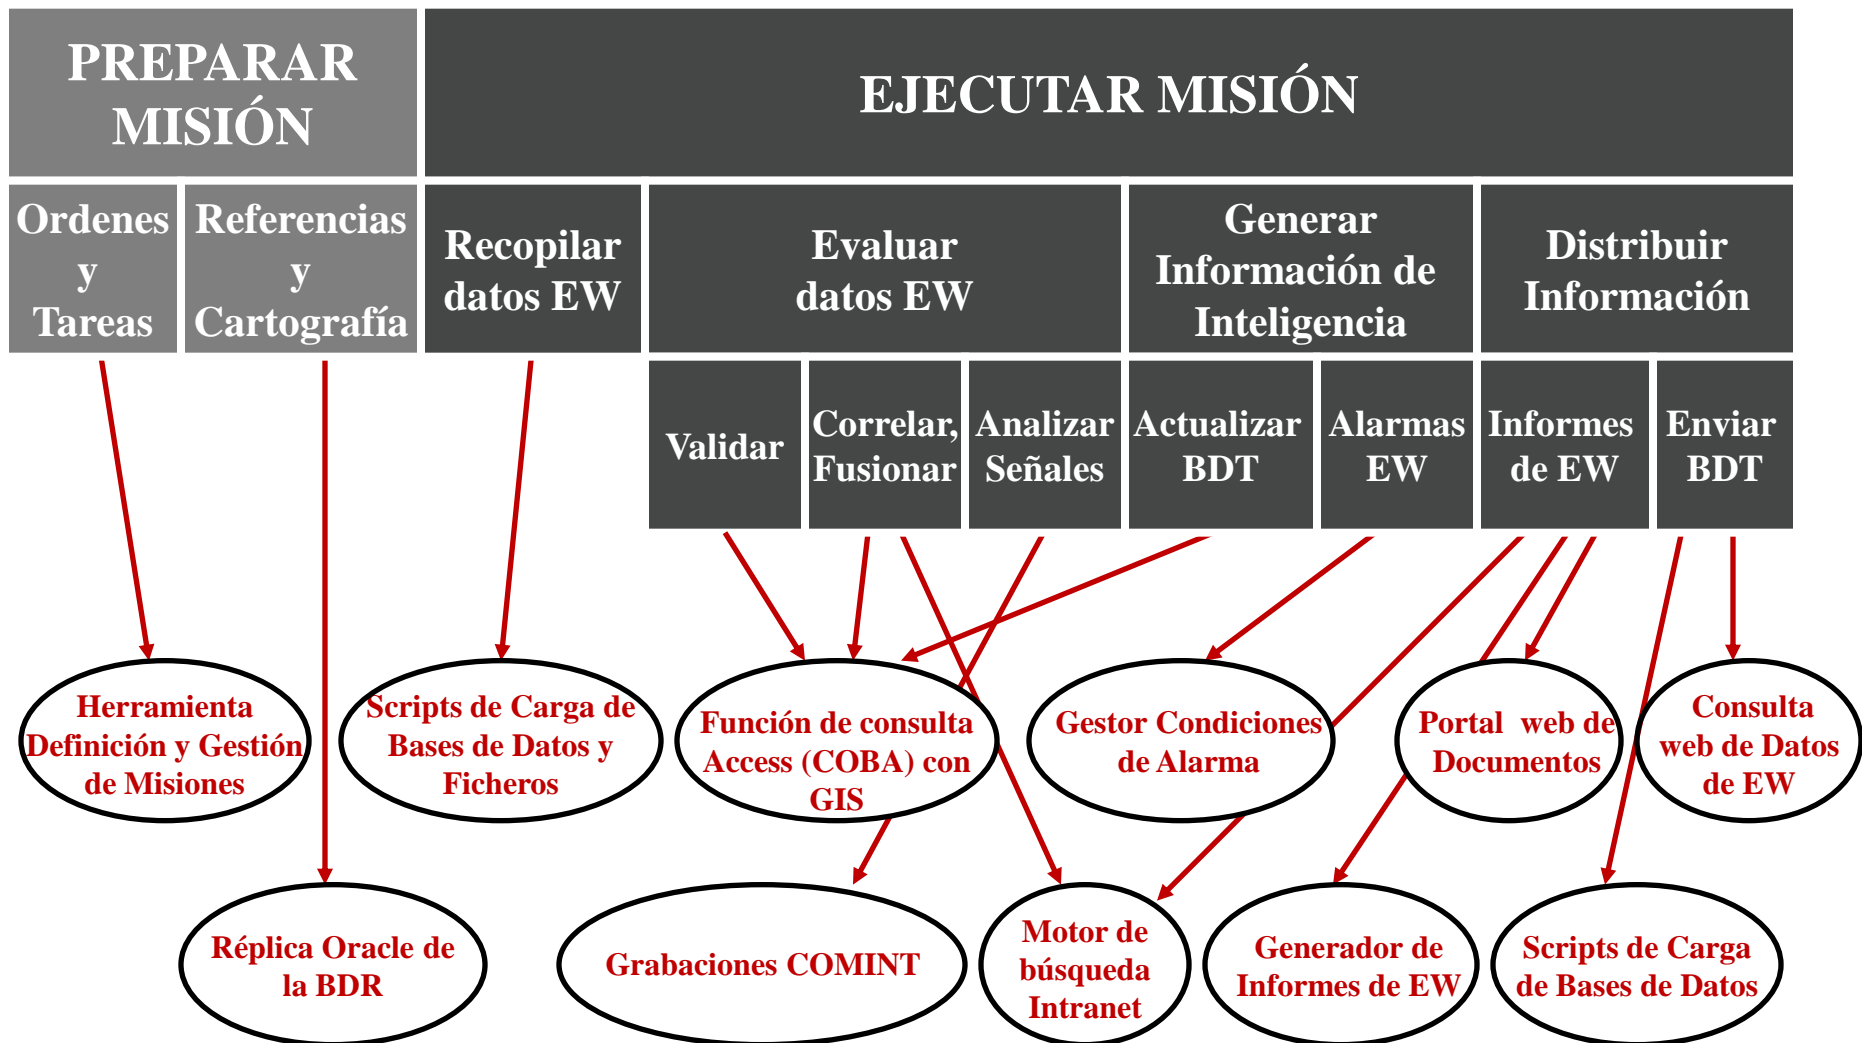 PREPARAR
MISIÓN
EJECUTAR MISIÓN
Ordenes
y
Tareas
Referencias
y
Cartografía
Recopilar
datos EW
Evaluar
datos EW
Generar
Información de
Inteligencia
Distribuir
Información
Validar
Correlar,
Fusionar
Analizar
Señales
Actualizar
BDT
Alarmas
EW
Informes
de EW
Enviar
BDT
Herramienta
Definición y Gestión
de Misiones
Scripts de Carga de
Bases de Datos y
Ficheros
Función de consulta
Access (COBA) con
GIS
Gestor Condiciones
de Alarma
Portal web de
Documentos
Consulta
web de Datos
de EW
Réplica Oracle de
la BDR
Grabaciones COMINT
Motor de
búsqueda
Intranet
Generador de
Informes de EW
Scripts de Carga
de Bases de Datos